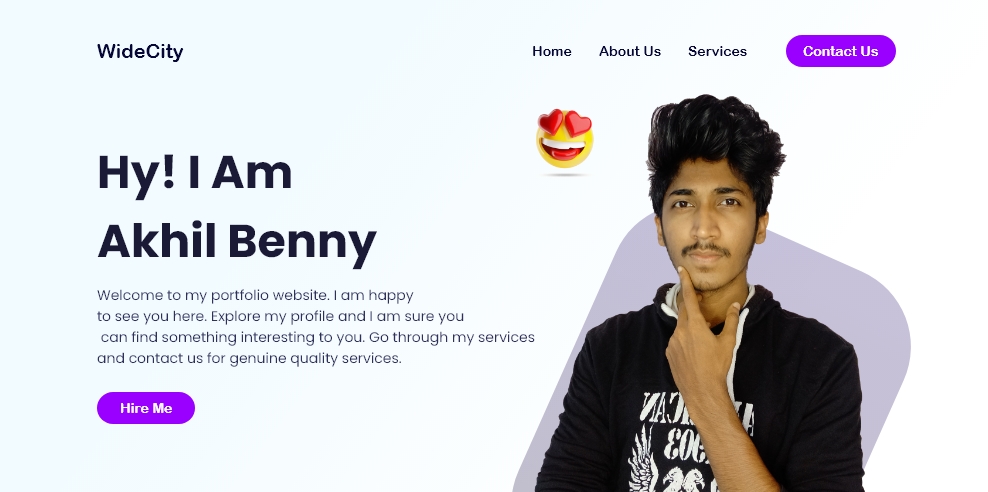 WideCity
Home About Us Services Contact Us
Hy! I Am
Akhil Benny
Welcome to my portfolio website. I am happy
to see you here. Explore my profile and I am sure you
can find something interesting to you. Go through my services
and contact us for genuine quality services.
Hire Me